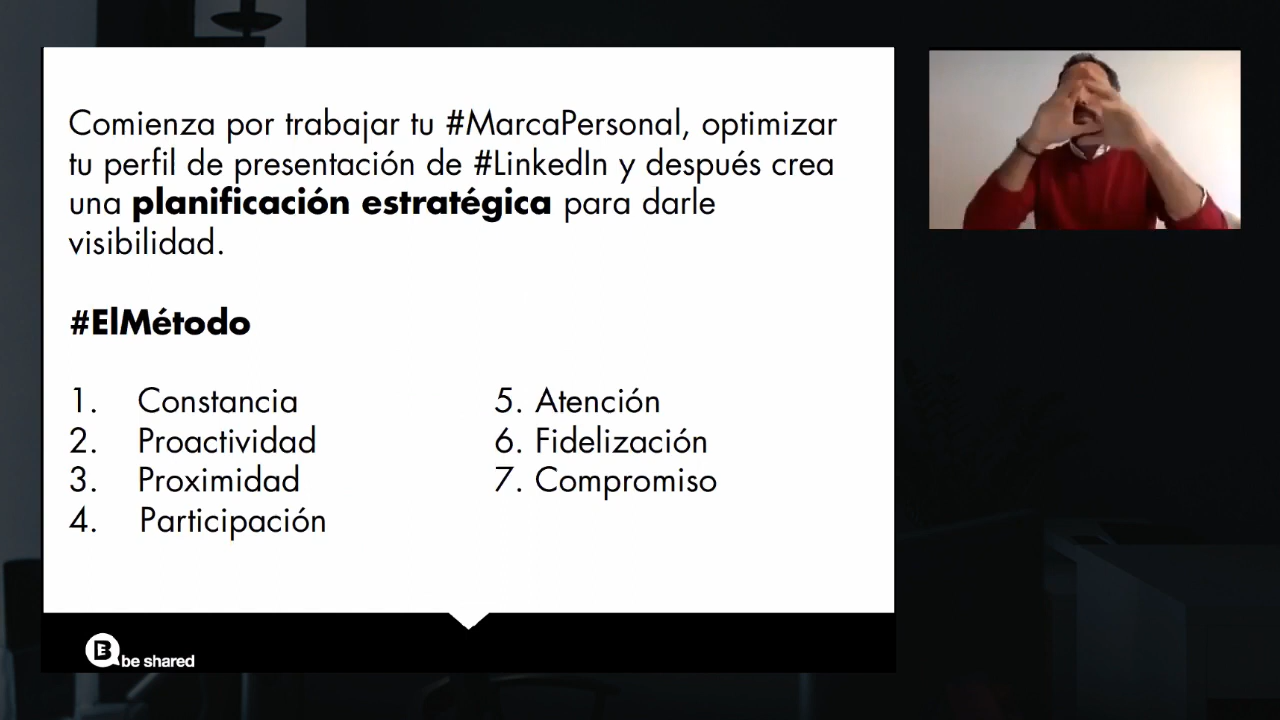 Comienza por trabajar tu #MarcaPersonal, optimizar
tu perfil de presentación de #LinkedIn y después crea
una planificación estratégica para darle
visibilidad.
#ElMétodo
1. Constancia
2. Proactividad
3. Proximidad
4. Participación
5. Atención
6. Fidelización
7. Compromiso
B be shared